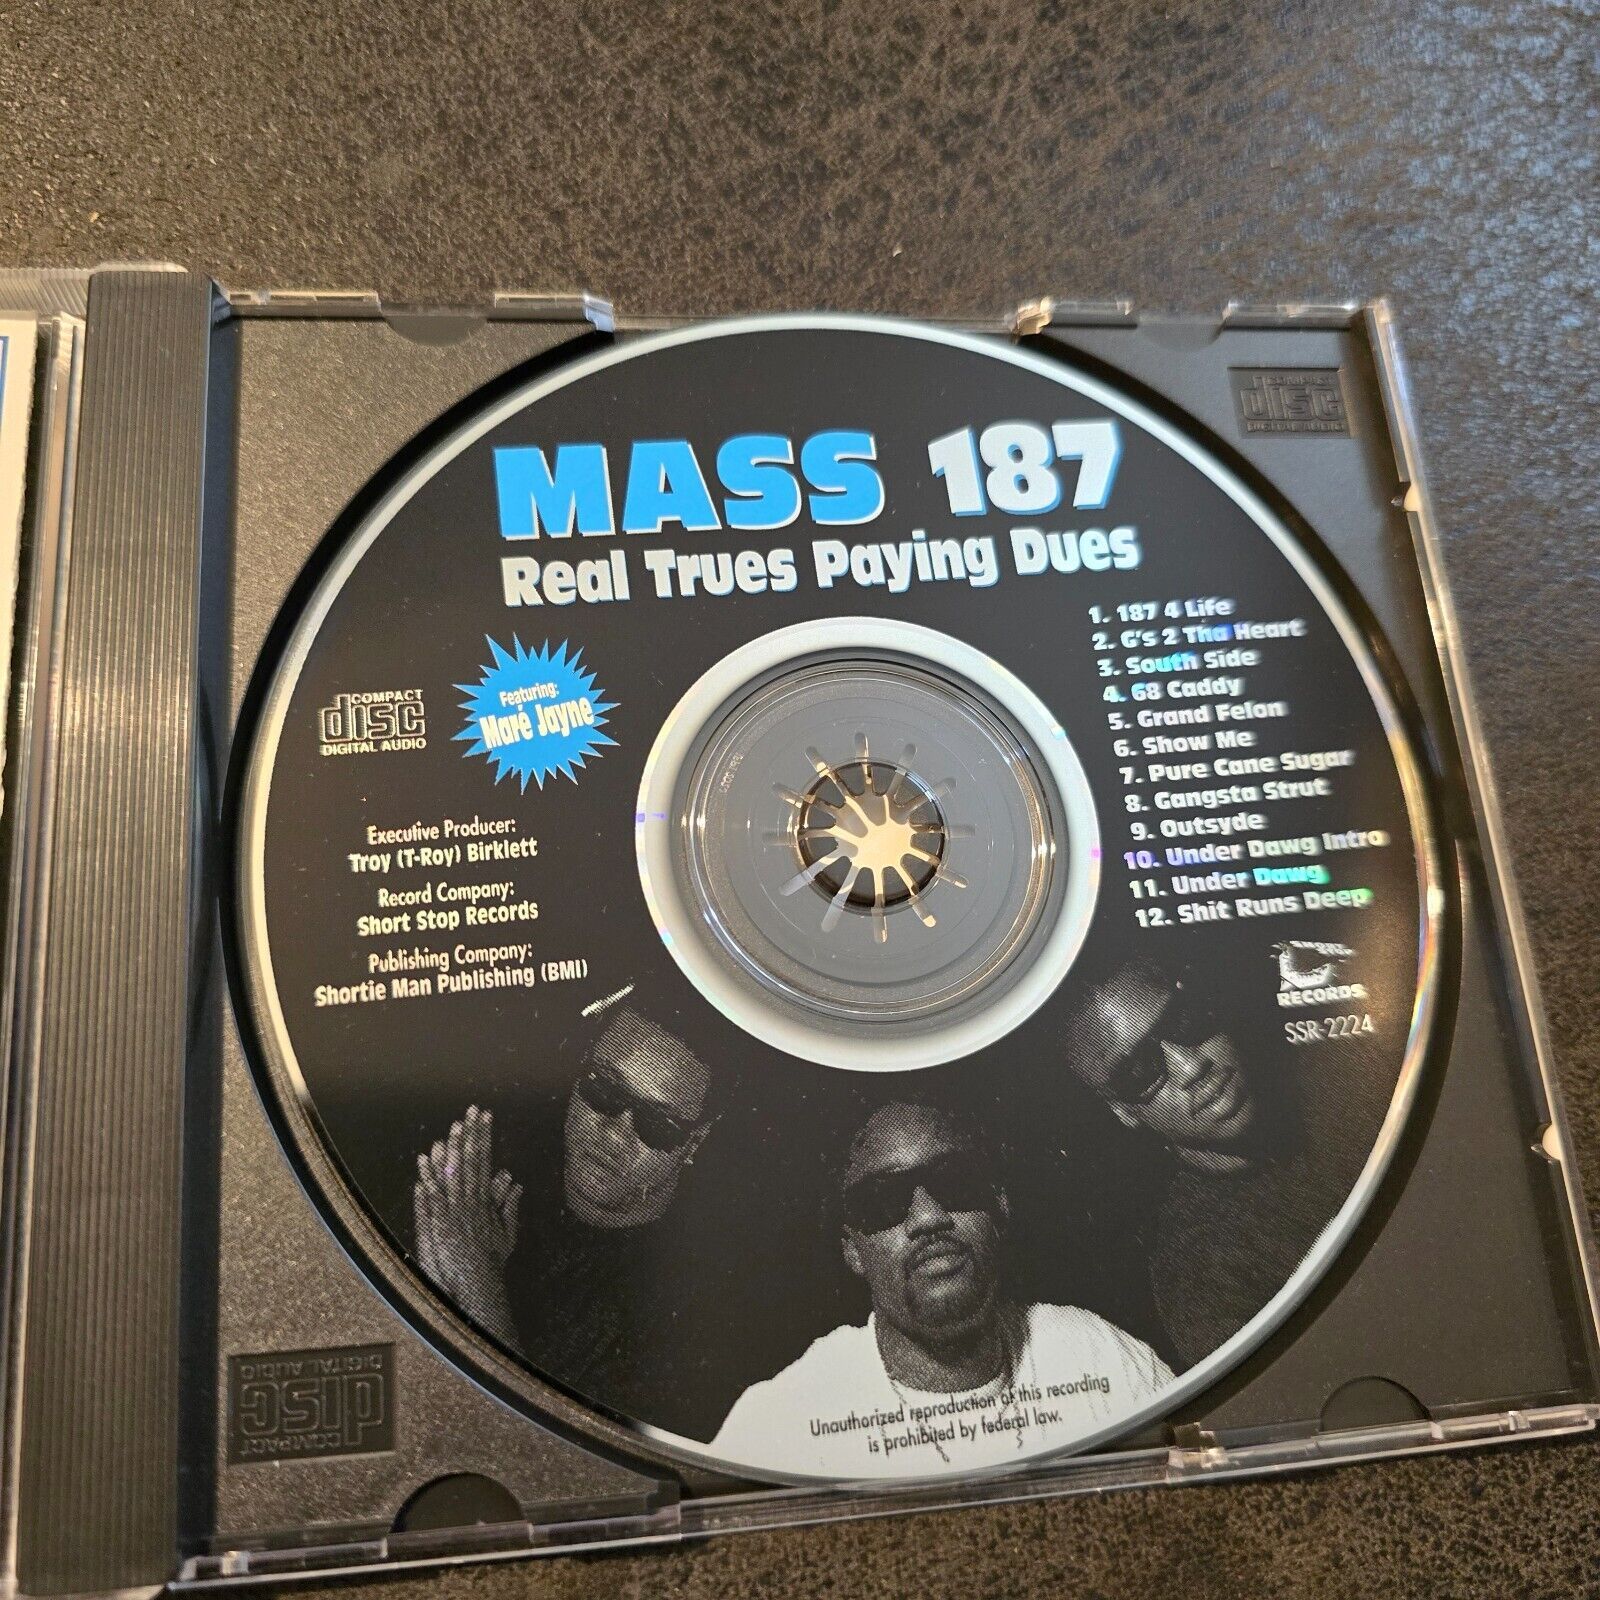 MASS 187
Real Trues Paying Dues
COMPACT
disc
DIGITAL AUDIO
Featuring:
Maré Jayne
Executive Producer:
Troy (T-Roy) Birklett
Record Company:
Short Stop Records
Publishing Company:
Shortie Man Publishing (BMI)
1. 187 4 Life
2. G's 2 Tha Heart
3. South Side
4. 68 Caddy
5. Grand Felon
6. Show Me
7. Pure Cane Sugar
8. Gangsta Strut
9. Outsyde
10. Under Dawg Intro
11. Under Dawg
12. Shit Runs Deep
RECORDS
SSR-2224
Unauthorized reproduction of this recording
is prohibited by federal law.
COMPACT
disc
DIGITAL AUDIO
COMPACT
disc
DIGITAL AUDIO